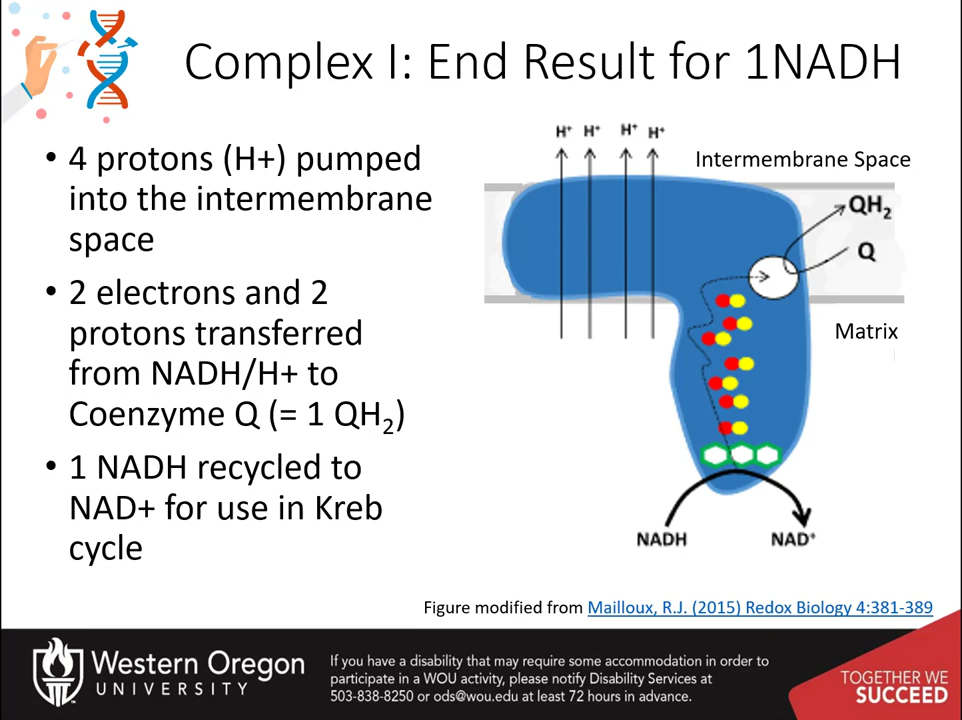 Complex I: End Result for 1NADH
• 4 protons (H+) pumped
into the intermembrane
space
• 2 electrons and 2
protons transferred
from NADH/H+ to
Coenzyme Q (= 1 QH₂)
• 1 NADH recycled to
NAD+ for use in Kreb
cycle
H⁺ H⁺ H⁺ H⁺
Intermembrane Space
QH₂
Q
Matrix
NADH
NAD⁺
Figure modified from Mailloux, R.J. (2015) Redox Biology 4:381-389
Western Oregon
UNIVERSITY
If you have a disability that may require some accommodation in order to
participate in a WOU activity, please notify Disability Services at
503-838-8250 or ods@wou.edu at least 72 hours in advance.
TOGETHER WE
SUCCEED